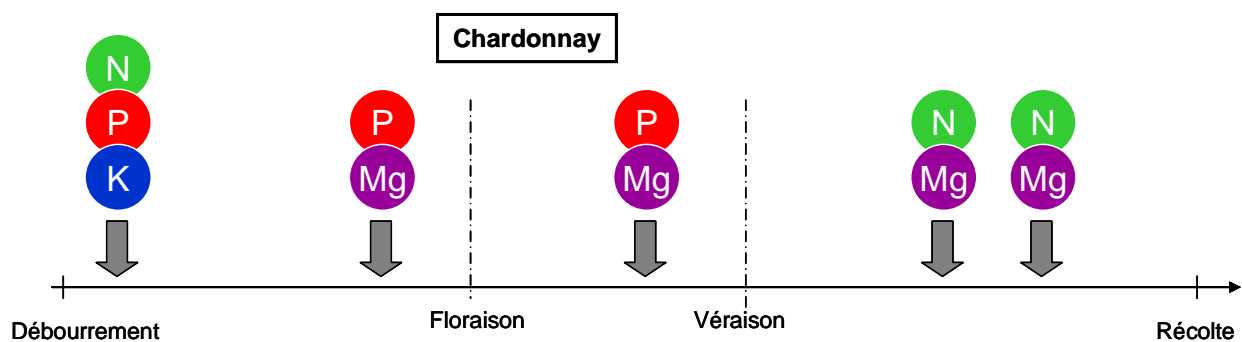 Chardonnay
N
P
K
P
Mg
P
Mg
N
Mg
N
Mg
Débourrement
Floraison
Véraison
Récolte